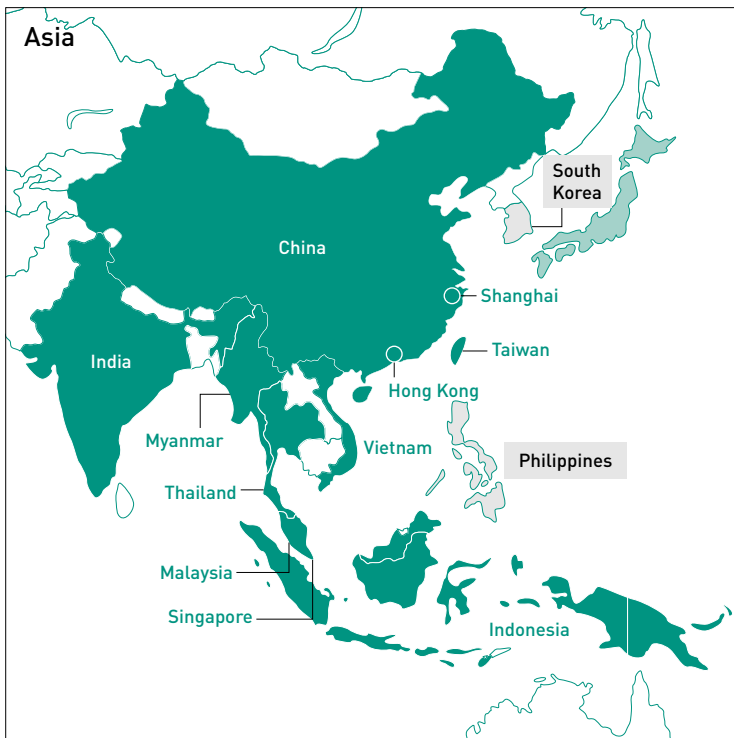 Asia
South
Korea
China
Shanghai
Taiwan
India
Hong Kong
Myanmar
Vietnam
Philippines
Thailand
Malaysia
Singapore
Indonesia